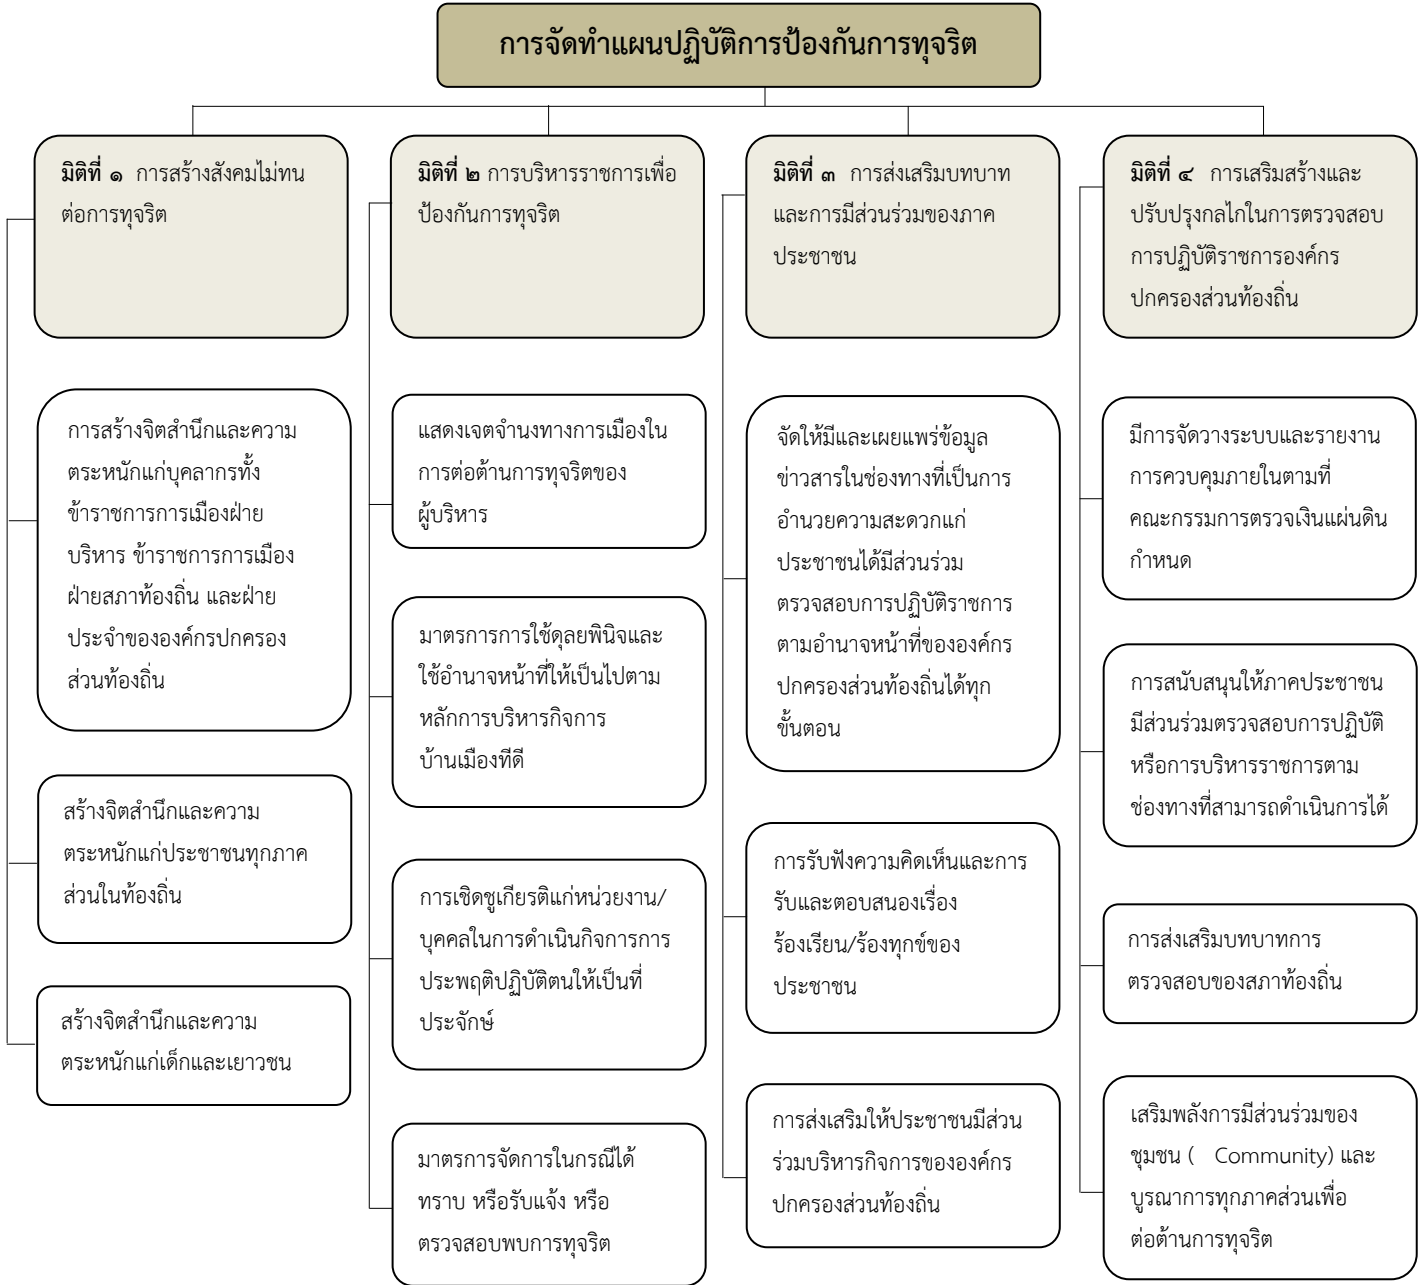 การจัดทำแผนปฏิบัติการป้องกันการทุจริต
มิติที่ ๑ การสร้างสังคมไม่ทน
ต่อการทุจริต
การสร้างจิตสำนึกและความ
ตระหนักแก่บุคลากรทั้ง
ข้าราชการการเมืองฝ่าย
บริหาร ข้าราชการการเมือง
ฝ่ายสภาท้องถิ่น และฝ่าย
ประจำขององค์กรปกครอง
ส่วนท้องถิ่น
สร้างจิตสำนึกและความ
ตระหนักแก่ประชาชนทุกภาค
ส่วนในท้องถิ่น
สร้างจิตสำนึกและความ
ตระหนักแก่เด็กและเยาวชน
มิติที่ ๒ การบริหารราชการเพื่อ
ป้องกันการทุจริต
แสดงเจตจำนงทางการเมืองใน
การต่อต้านการทุจริตของ
ผู้บริหาร
มาตรการการใช้ดุลยพินิจและ
ใช้อำนาจหน้าที่ให้เป็นไปตาม
หลักการบริหารกิจการ
บ้านเมืองทีดี
การเชิดชูเกียรติแก่หน่วยงาน/
บุคคลในการดำเนินกิจการการ
ประพฤติปฏิบัติตนให้เป็นที่
ประจักษ์
มาตรการจัดการในกรณีได้
ทราบ หรือรับแจ้ง หรือ
ตรวจสอบพบการทุจริต
มิติที่ ๓ การส่งเสริมบทบาท
และการมีส่วนร่วมของภาค
ประชาชน
จัดให้มีและเผยแพร่ข้อมูล
ข่าวสารในช่องทางที่เป็นการ
อำนวยความสะดวกแก่
ประชาชนได้มีส่วนร่วม
ตรวจสอบการปฏิบัติราชการ
ตามอำนาจหน้าที่ขององค์กร
ปกครองส่วนท้องถิ่นได้ทุก
ขั้นตอน
การรับฟังความคิดเห็นและการ
รับและตอบสนองเรื่อง
ร้องเรียน/ร้องทุกข์ของ
ประชาชน
การส่งเสริมให้ประชาชนมีส่วน
ร่วมบริหารกิจการขององค์กร
ปกครองส่วนท้องถิ่น
มิติที่ ๔ การเสริมสร้างและ
ปรับปรุงกลไกในการตรวจสอบ
การปฏิบัติราชการองค์กร
ปกครองส่วนท้องถิ่น
มีการจัดวางระบบและรายงาน
การควบคุมภายในตามที่
คณะกรรมการตรวจเงินแผ่นดิน
กำหนด
การสนับสนุนให้ภาคประชาชน
มีส่วนร่วมตรวจสอบการปฏิบัติ
หรือการบริหารราชการตาม
ช่องทางที่สามารถดำเนินการได้
การส่งเสริมบทบาทการ
ตรวจสอบของสภาท้องถิ่น
เสริมพลังการมีส่วนร่วมของ
ชุมชน ( Community) และ
บูรณาการทุกภาคส่วนเพื่อ
ต่อต้านการทุจริต